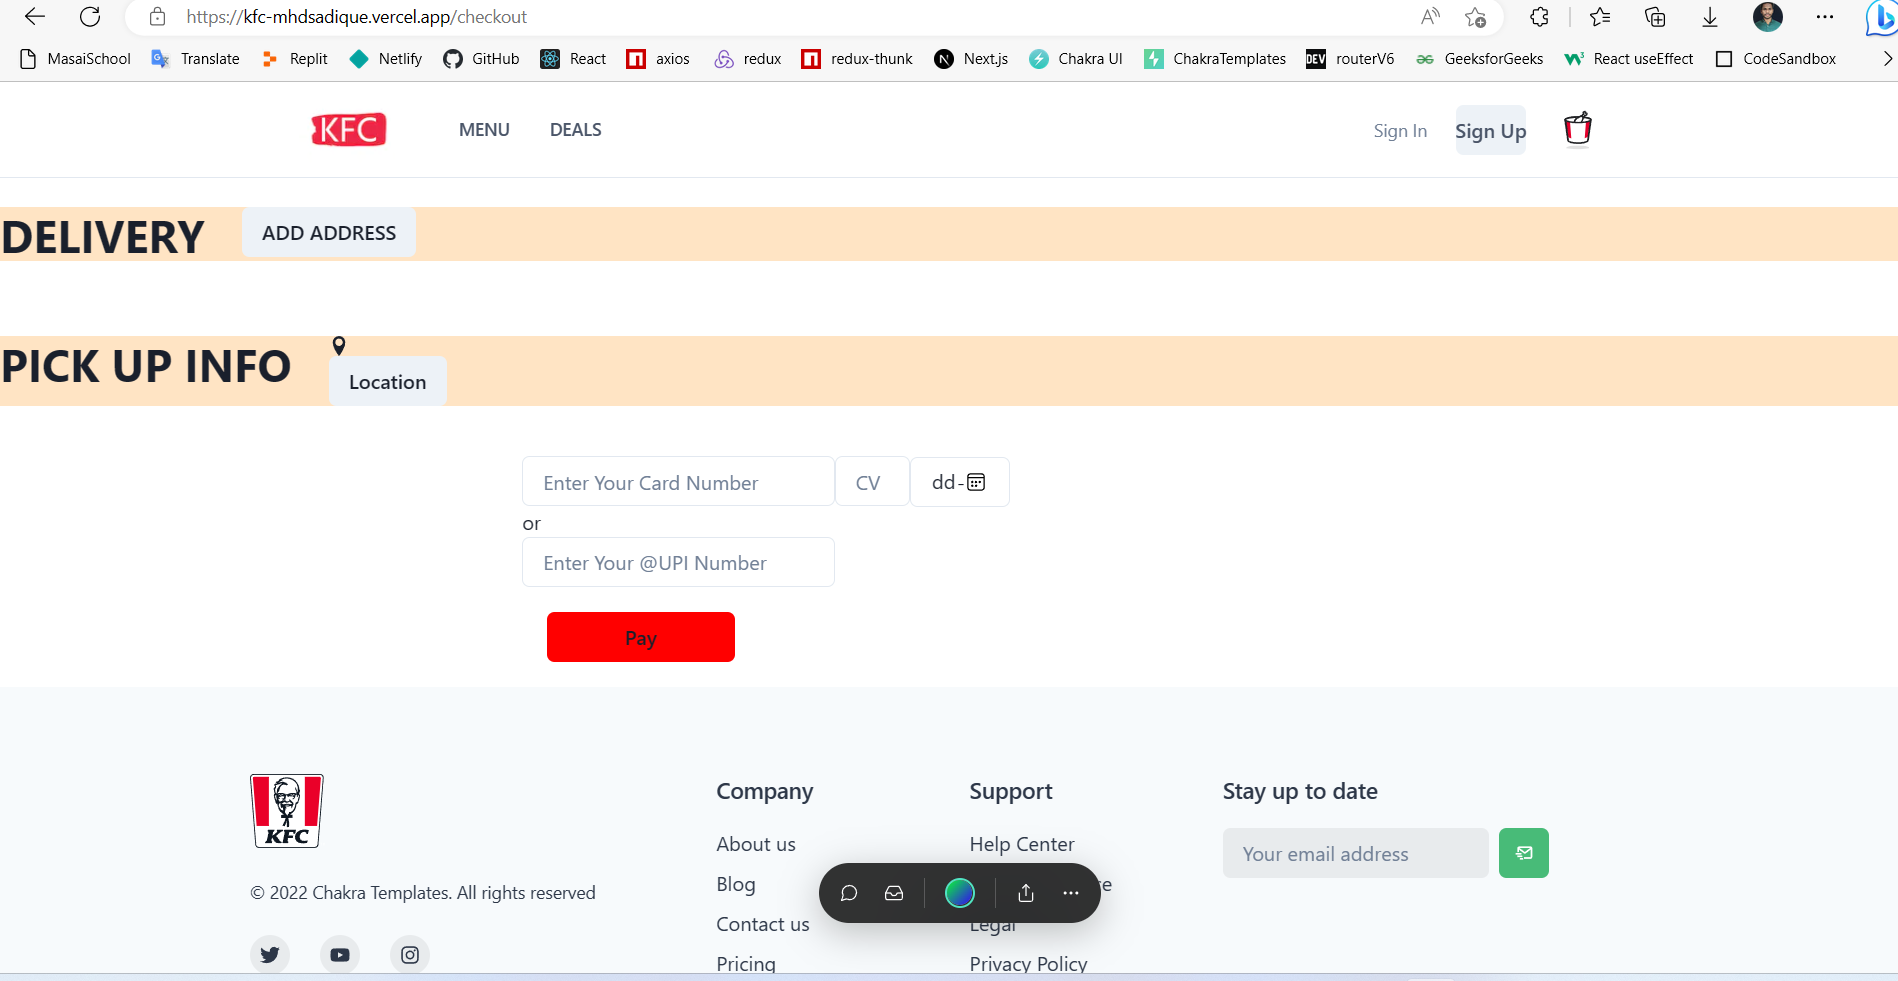 https://kfc-mhdsadique.vercel.app/checkout
MasaiSchool Translate Replit Netlify GitHub React axios redux redux-thunk Next.js Chakra UI ChakraTemplates DEV routerV6 GeeksforGeeks React useEffect CodeSandbox
KFC MENU DEALS Sign In Sign Up
DELIVERY ADD ADDRESS
PICK UP INFO Location
Enter Your Card Number CV dd-
or
Enter Your @UPI Number
Pay
KFC
© 2022 Chakra Templates. All rights reserved
Company
About us
Blog
Contact us
Pricing
Support
Help Center
Legal
Privacy Policy
Stay up to date
Your email address